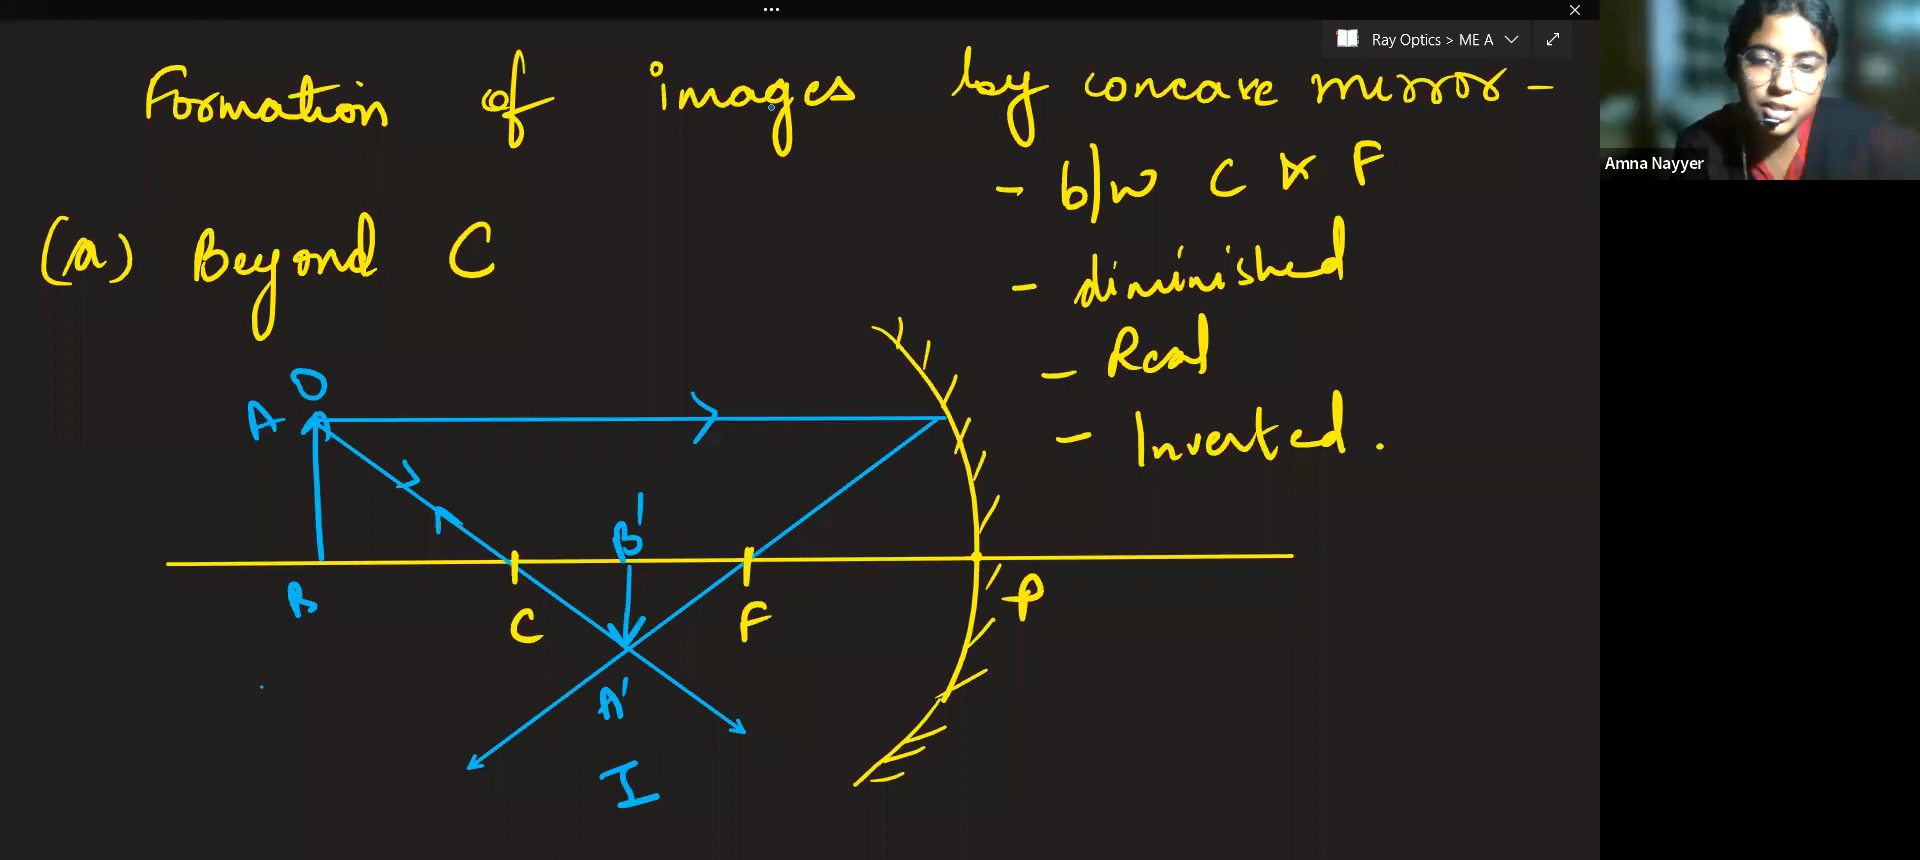 Ray Optics > ME A
Formation of images by concave mirror -
- b/w C & F
(a) Beyond C
- diminished
- Real
- Inverted.
O
A
B'
B
C
F
P
A'
I
Amna Nayyer